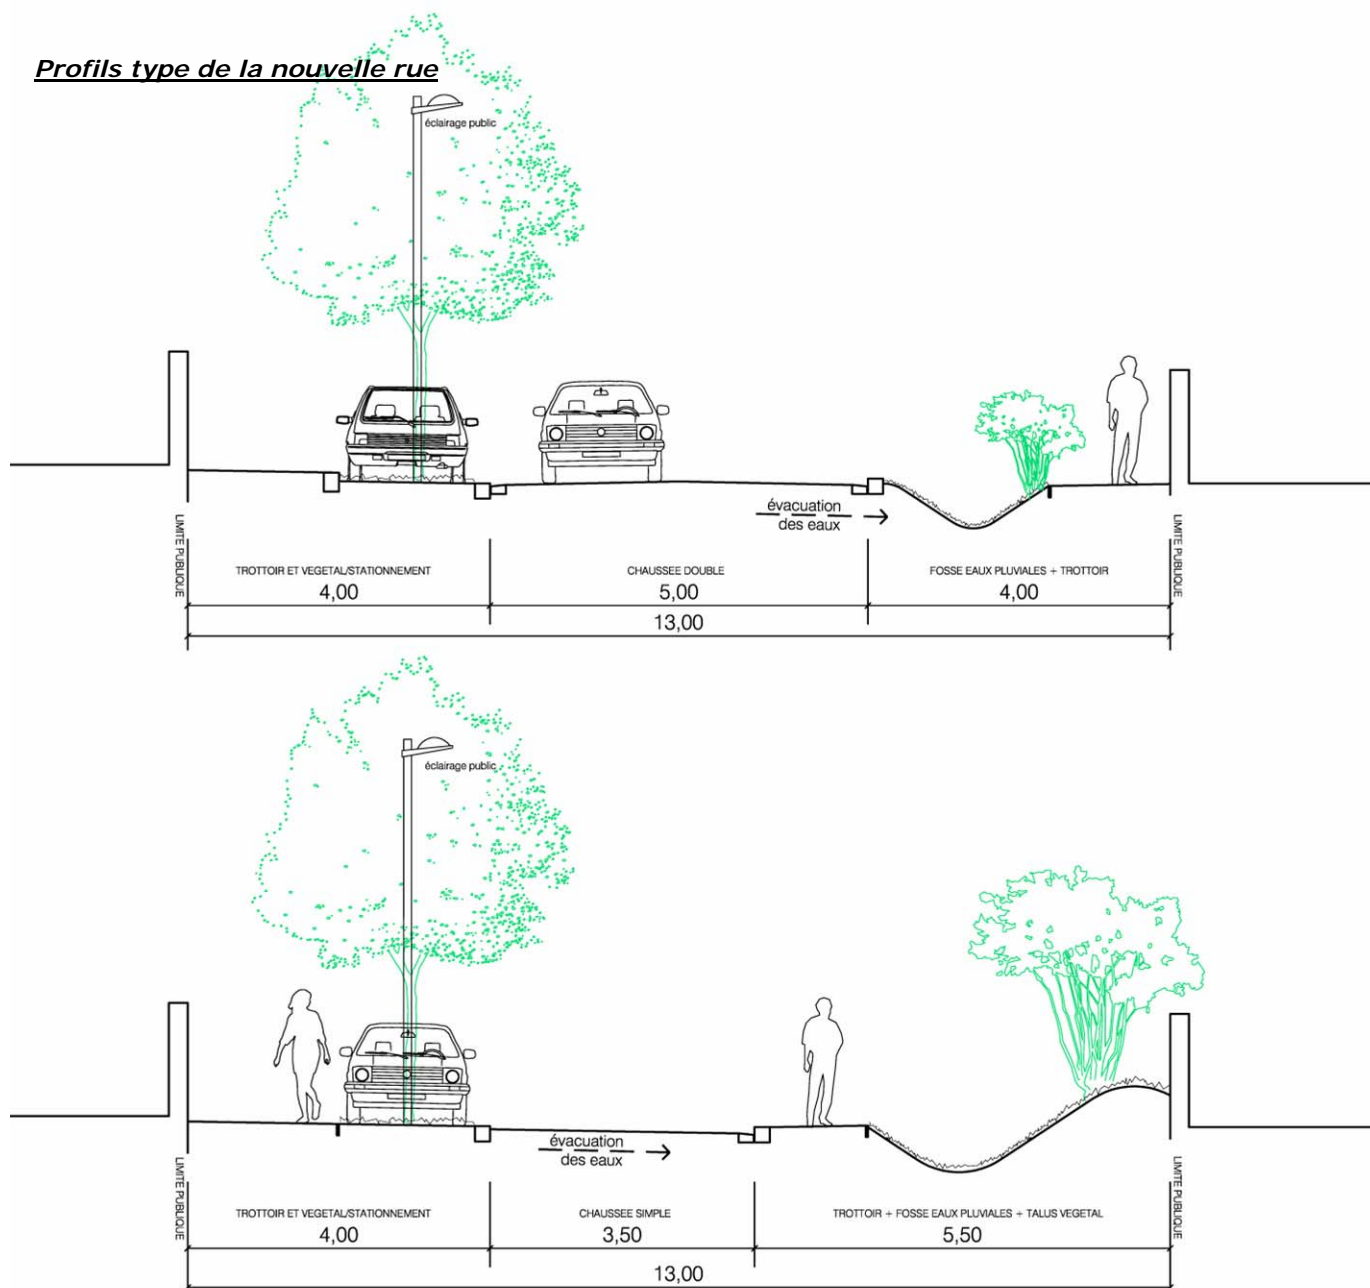 Profils type de la nouvelle rue
éclairage public
évacuation
des eaux
LIMITE PUBLIQUE
TROTTOIR ET VEGETAL/STATIONNEMENT
4,00
CHAUSSEE DOUBLE
5,00
FOSSE EAUX PLUVIALES + TROTTOIR
4,00
LIMITE PUBLIQUE
13,00
éclairage public
évacuation
des eaux
LIMITE PUBLIQUE
TROTTOIR ET VEGETAL/STATIONNEMENT
4,00
CHAUSSEE SIMPLE
3,50
TROTTOIR + FOSSE EAUX PLUVIALES + TALUS VEGETAL
5,50
LIMITE PUBLIQUE
13,00